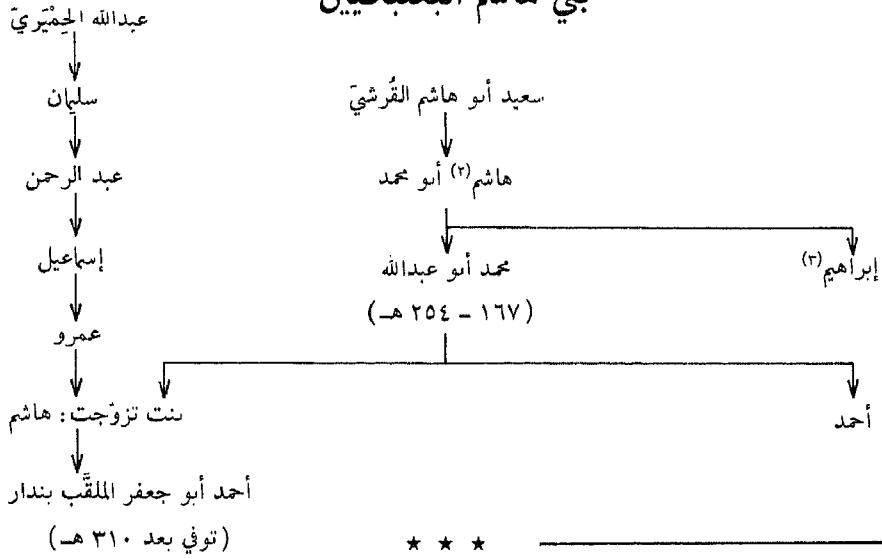 بني هاشم البعلبكيين
عبدالله الحِمْيَريّ
سعيد أبو هاشم القُرشيّ
سليمان
هاشم(٢) أبو محمد
عبد الرحمن
إبراهيم(٣)
محمد أبو عبدالله
إسماعيل
(١٦٧ - ٢٥٤ هـ)
عمرو
أحمد
بنت تزوّجت: هاشم
أحمد أبو جعفر الملقَّب بندار
(توفي بعد ٣١٠ هـ)
★ ★ ★